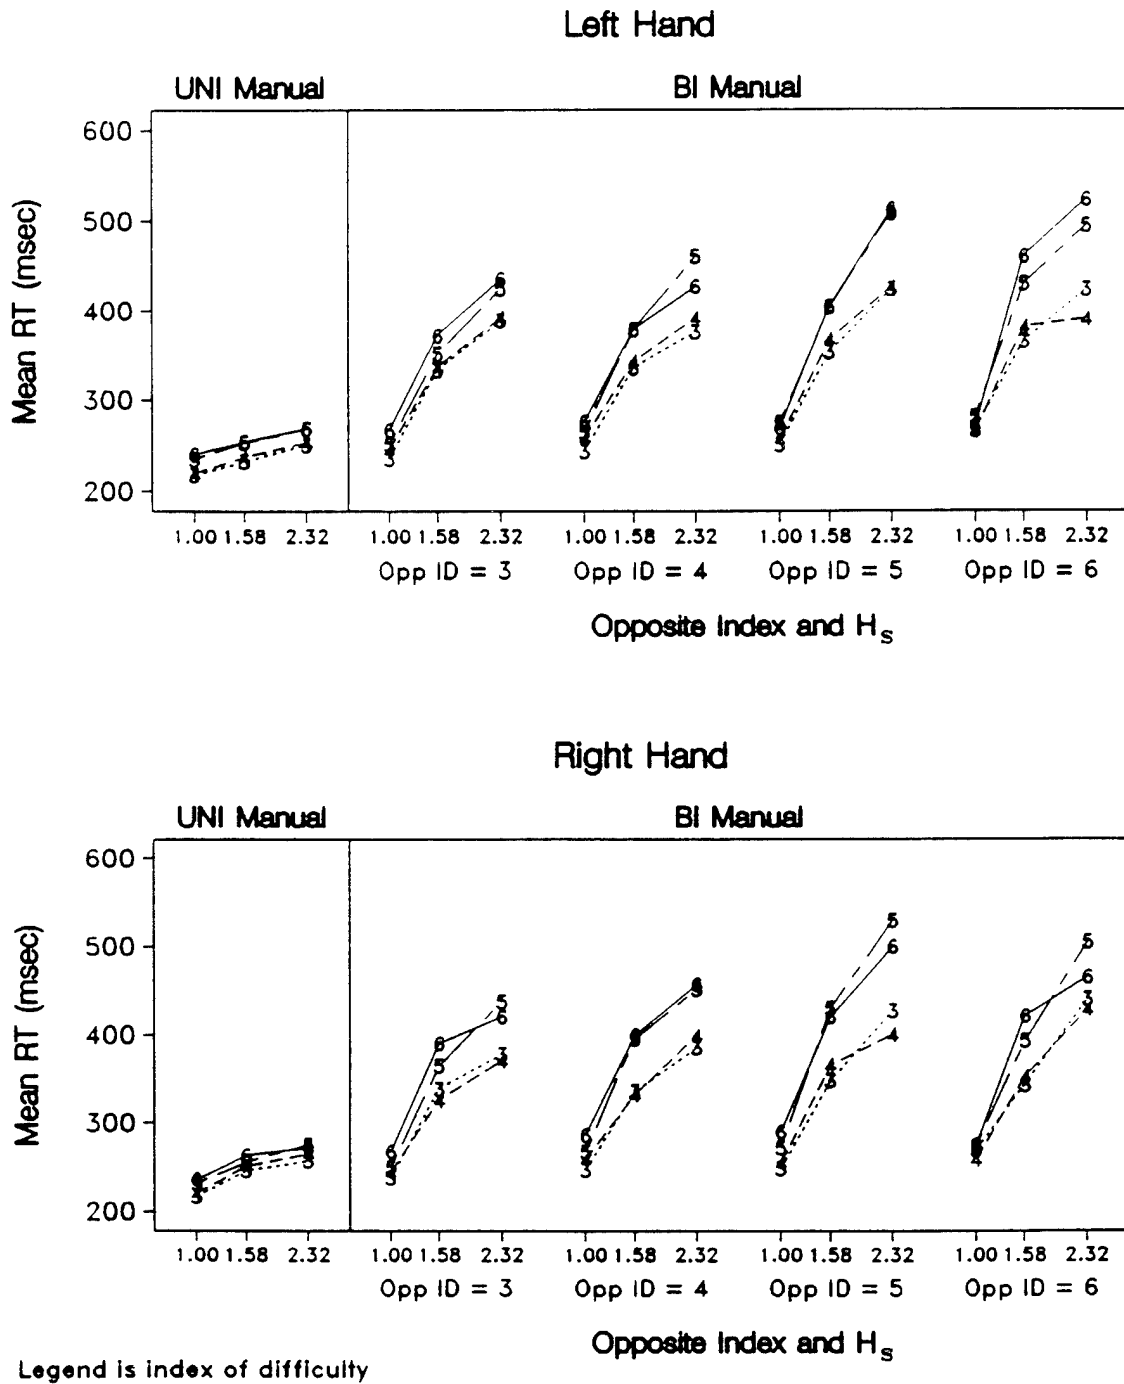 Left Hand
UNI Manual BI Manual
600
500
400
300
200
Mean RT (msec)
1.00 1.58 2.32 1.00 1.58 2.32 1.00 1.58 2.32 1.00 1.58 2.32 1.00 1.58 2.32
Opp ID = 3 Opp ID = 4 Opp ID = 5 Opp ID = 6
Opposite Index and Hs
Right Hand
UNI Manual BI Manual
600
500
400
300
200
Mean RT (msec)
1.00 1.58 2.32 1.00 1.58 2.32 1.00 1.58 2.32 1.00 1.58 2.32 1.00 1.58 2.32
Opp ID = 3 Opp ID = 4 Opp ID = 5 Opp ID = 6
Opposite Index and Hs
Legend is index of difficulty